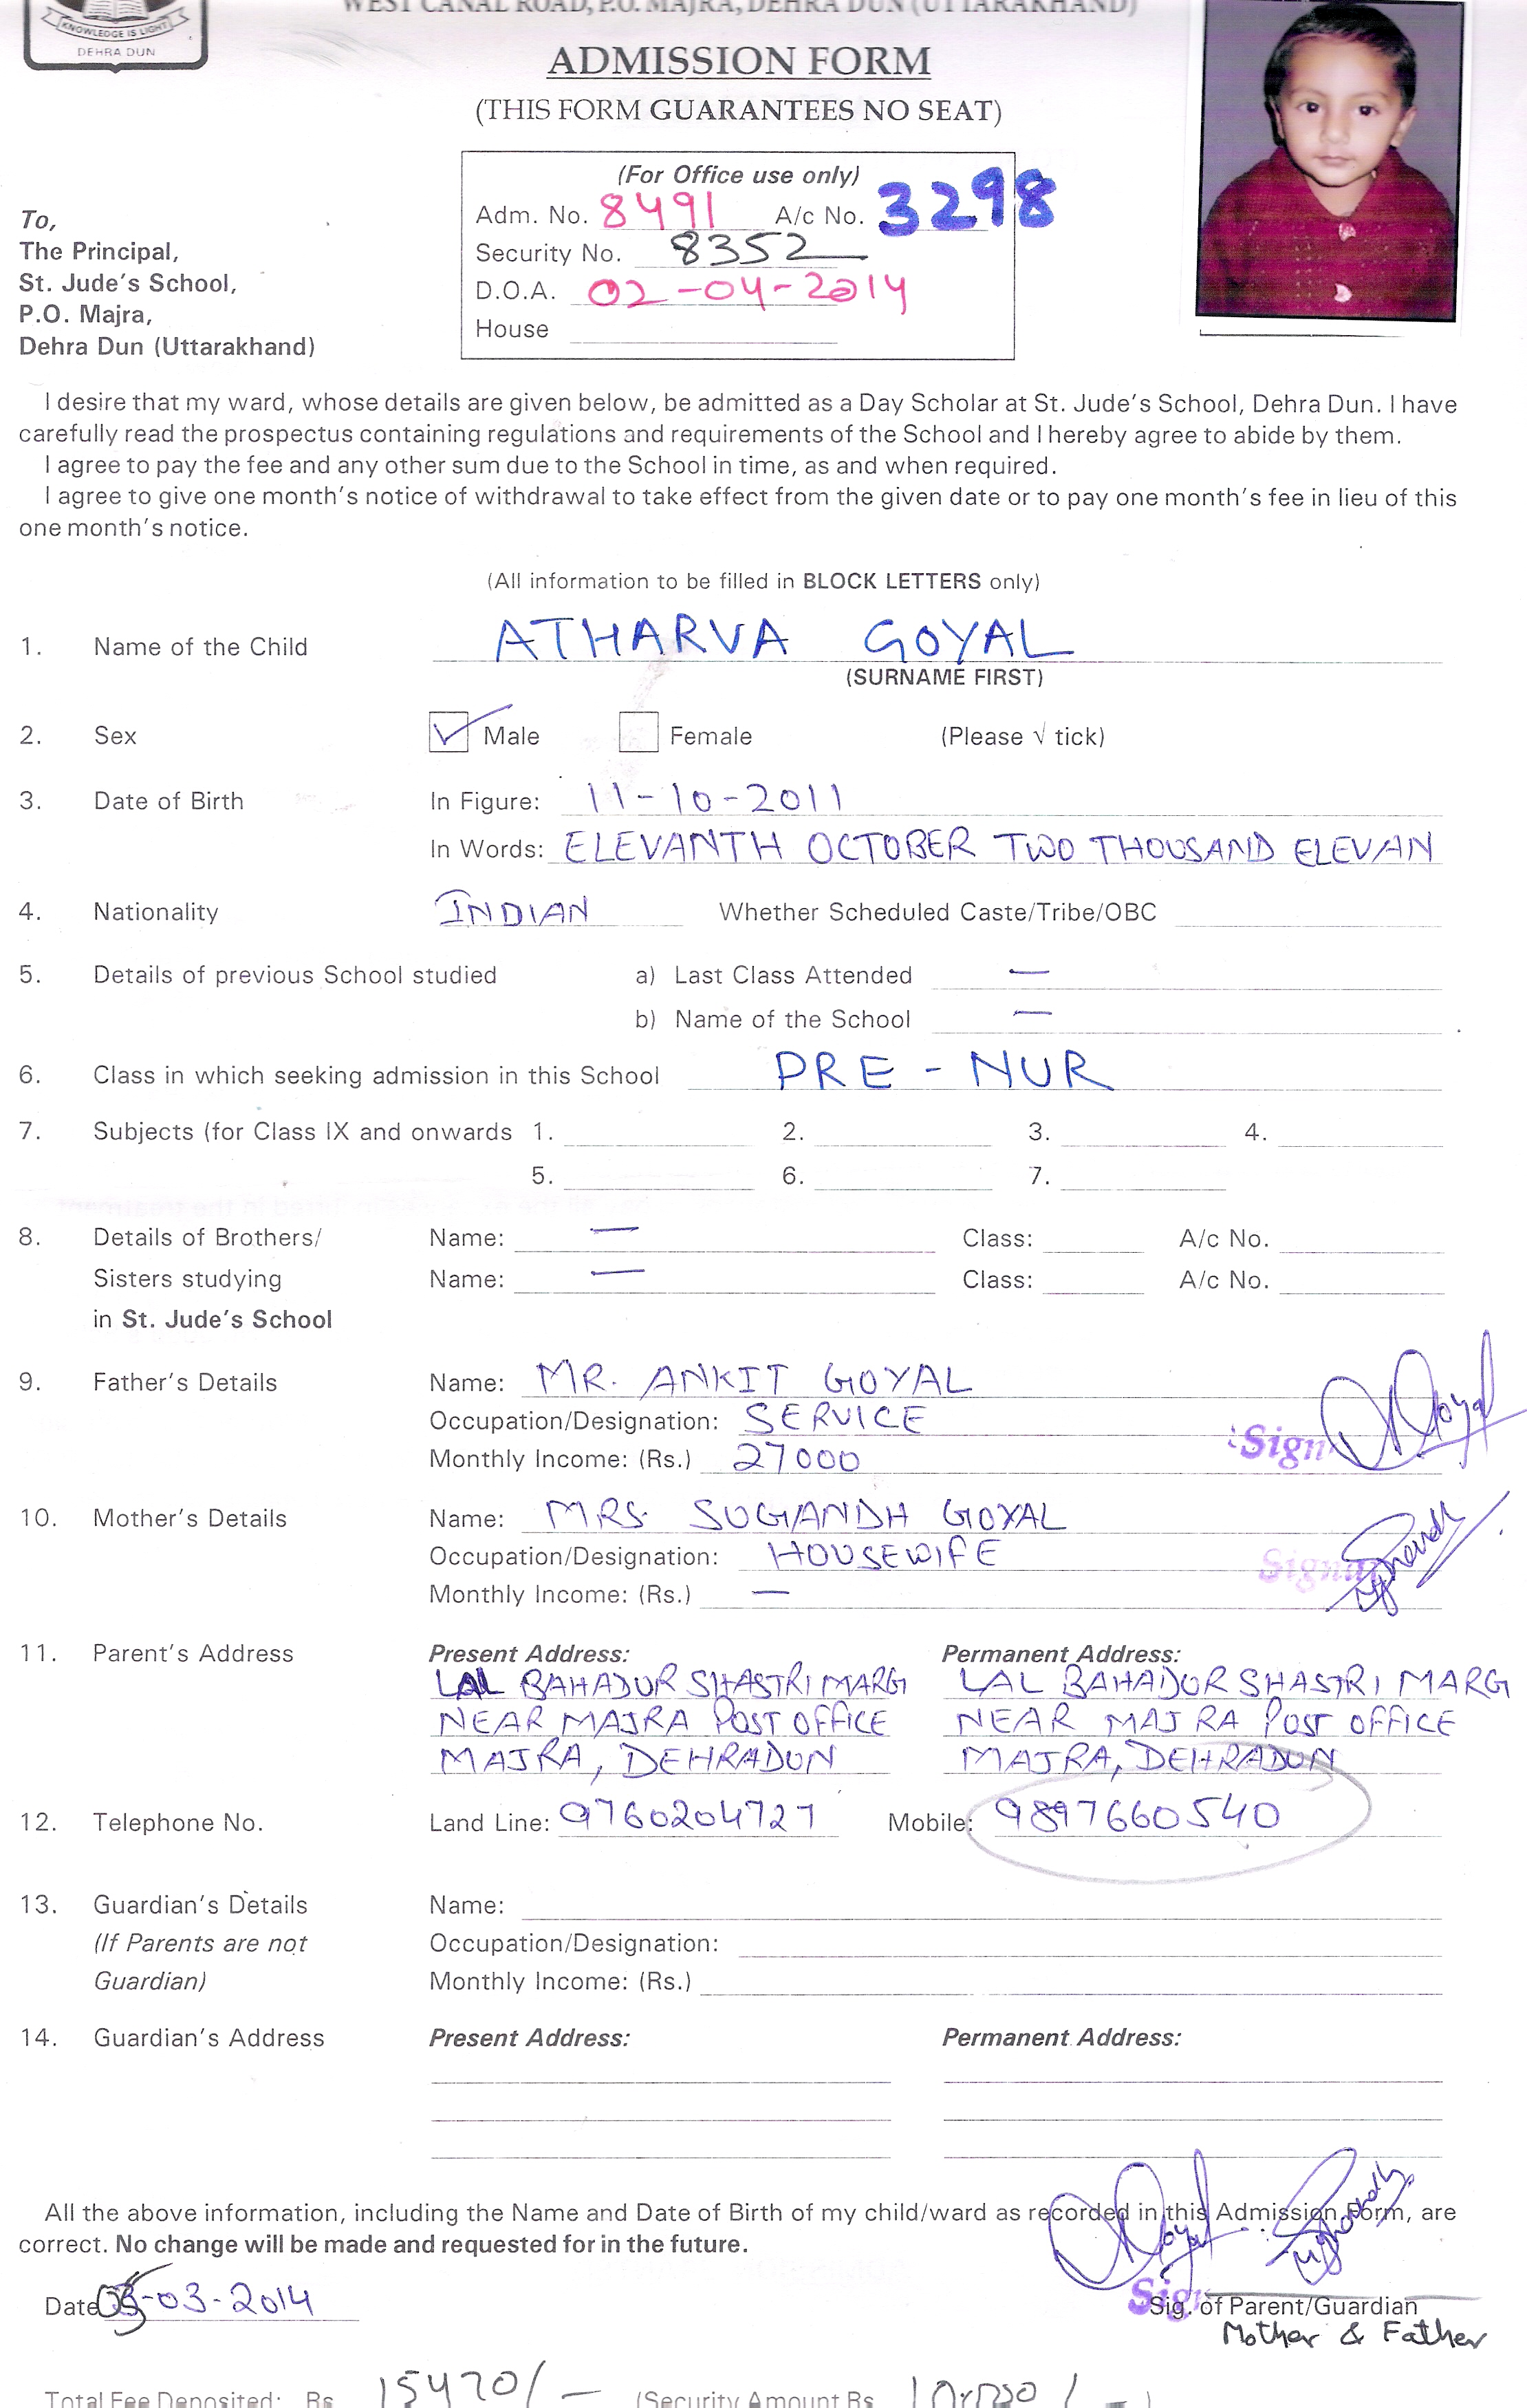 WEST CANAL ROAD, P.O. MAJRA, DEHRA DUN (UTTARAKHAND)
KNOWLEDGE IS LIGHT
DEHRA DUN
ADMISSION FORM
(THIS FORM GUARANTEES NO SEAT)
(For Office use only)
Adm. No. 8491 A/c No. 3298
Security No. 8352
D.O.A. 02-04-2014
House
To,
The Principal,
St. Jude's School,
P.O. Majra,
Dehra Dun (Uttarakhand)
I desire that my ward, whose details are given below, be admitted as a Day Scholar at St. Jude's School, Dehra Dun. I have
carefully read the prospectus containing regulations and requirements of the School and I hereby agree to abide by them.
I agree to pay the fee and any other sum due to the School in time, as and when required.
I agree to give one month's notice of withdrawal to take effect from the given date or to pay one month's fee in lieu of this
one month's notice.
(All information to be filled in BLOCK LETTERS only)
1. Name of the Child ATHARVA GOYAL
(SURNAME FIRST)
2. Sex ✓ Male Female (Please √ tick)
3. Date of Birth In Figure: 11-10-2011
In Words: ELEVANTH OCTOBER TWO THOUSAND ELEVAN
4. Nationality INDIAN Whether Scheduled Caste/Tribe/OBC
5. Details of previous School studied a) Last Class Attended —
b) Name of the School —
6. Class in which seeking admission in this School PRE - NUR
7. Subjects (for Class IX and onwards 1. 2. 3. 4.
5. 6. 7.
8. Details of Brothers/ Name: — Class: A/c No.
Sisters studying Name: — Class: A/c No.
in St. Jude's School
9. Father's Details Name: MR. ANKIT GOYAL
Occupation/Designation: SERVICE
Monthly Income: (Rs.) 27000
Sign
10. Mother's Details Name: MRS. SUGANDH GOYAL
Occupation/Designation: HOUSEWIFE
Monthly Income: (Rs.) —
Sign
11. Parent's Address Present Address: Permanent Address:
LAL BAHADUR SHASTRI MARG LAL BAHADUR SHASTRI MARG
NEAR MAJRA POST OFFICE NEAR MAJRA POST OFFICE
MAJRA, DEHRADUN MAJRA, DEHRADUN
12. Telephone No. Land Line: 9760204727 Mobile: 9897660540
13. Guardian's Details Name:
(If Parents are not Occupation/Designation:
Guardian) Monthly Income: (Rs.)
14. Guardian's Address Present Address: Permanent Address:
All the above information, including the Name and Date of Birth of my child/ward as recorded in this Admission Form, are
correct. No change will be made and requested for in the future.
Date -03-2014
Sig. of Parent/Guardian
Mother & Father
Total Fee Deposited: Rs. 15470/- (Security Amount Rs. /-)